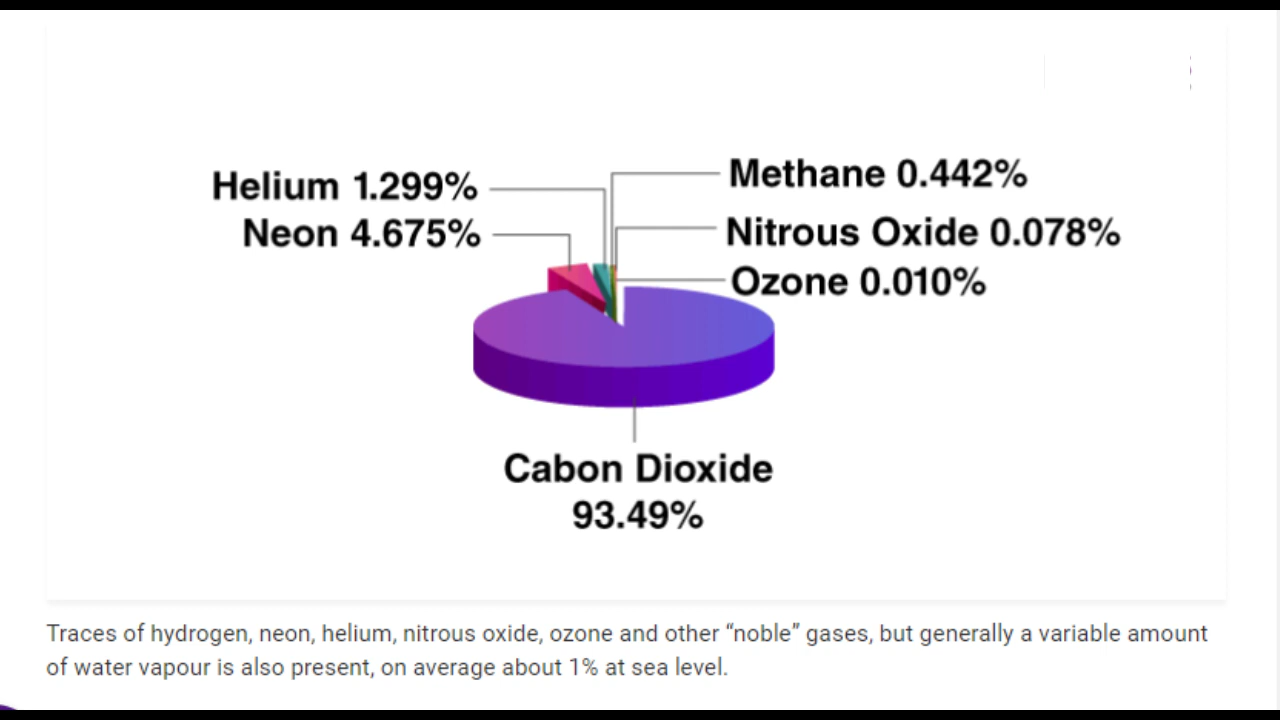 Helium 1.299%
Neon 4.675%
Methane 0.442%
Nitrous Oxide 0.078%
Ozone 0.010%
Cabon Dioxide
93.49%
Traces of hydrogen, neon, helium, nitrous oxide, ozone and other “noble” gases, but generally a variable amount
of water vapour is also present, on average about 1% at sea level.